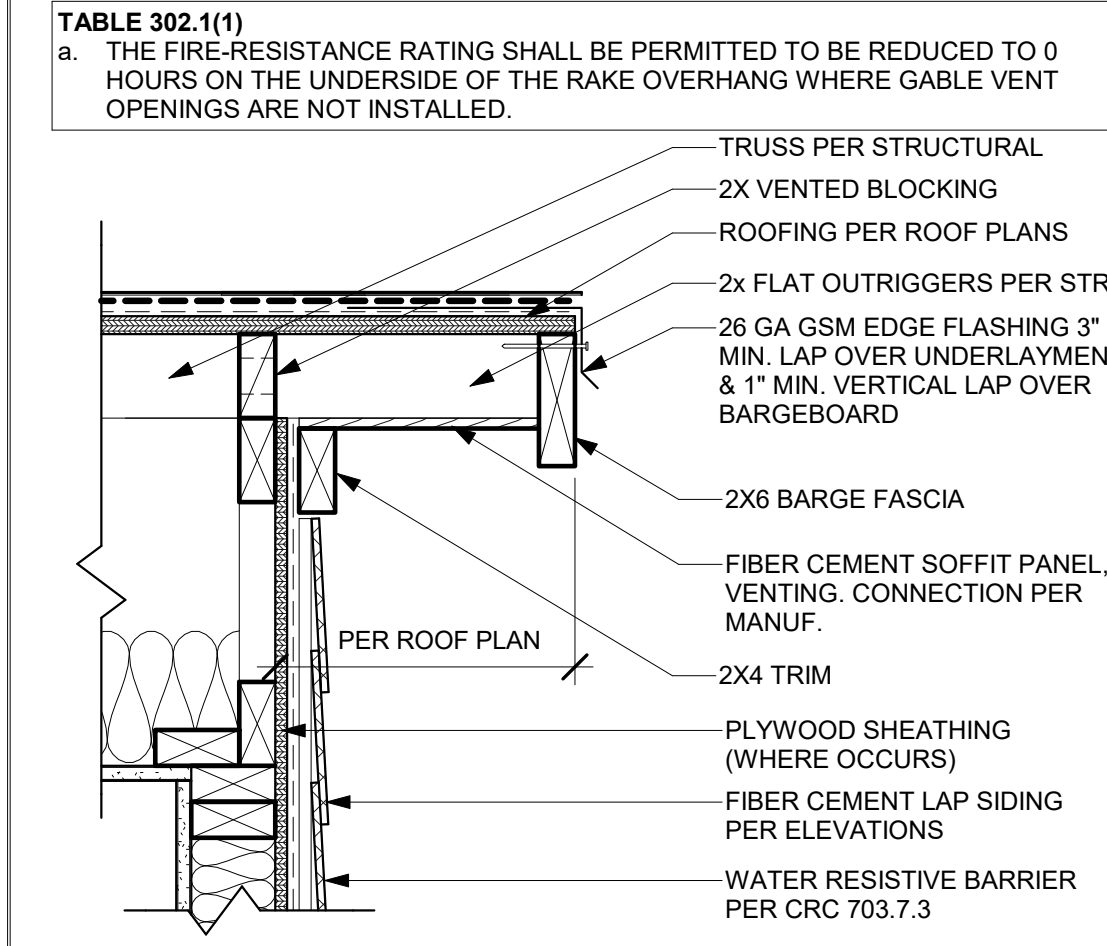 TABLE 302.1(1)
a. THE FIRE-RESISTANCE RATING SHALL BE PERMITTED TO BE REDUCED TO 0
HOURS ON THE UNDERSIDE OF THE RAKE OVERHANG WHERE GABLE VENT
OPENINGS ARE NOT INSTALLED.
TRUSS PER STRUCTURAL
2X VENTED BLOCKING
ROOFING PER ROOF PLANS
2x FLAT OUTRIGGERS PER STR
26 GA GSM EDGE FLASHING 3"
MIN. LAP OVER UNDERLAYMEN
& 1" MIN. VERTICAL LAP OVER
BARGEBOARD
2X6 BARGE FASCIA
FIBER CEMENT SOFFIT PANEL,
VENTING. CONNECTION PER
MANUF.
PER ROOF PLAN
2X4 TRIM
PLYWOOD SHEATHING
(WHERE OCCURS)
FIBER CEMENT LAP SIDING
PER ELEVATIONS
WATER RESISTIVE BARRIER
PER CRC 703.7.3